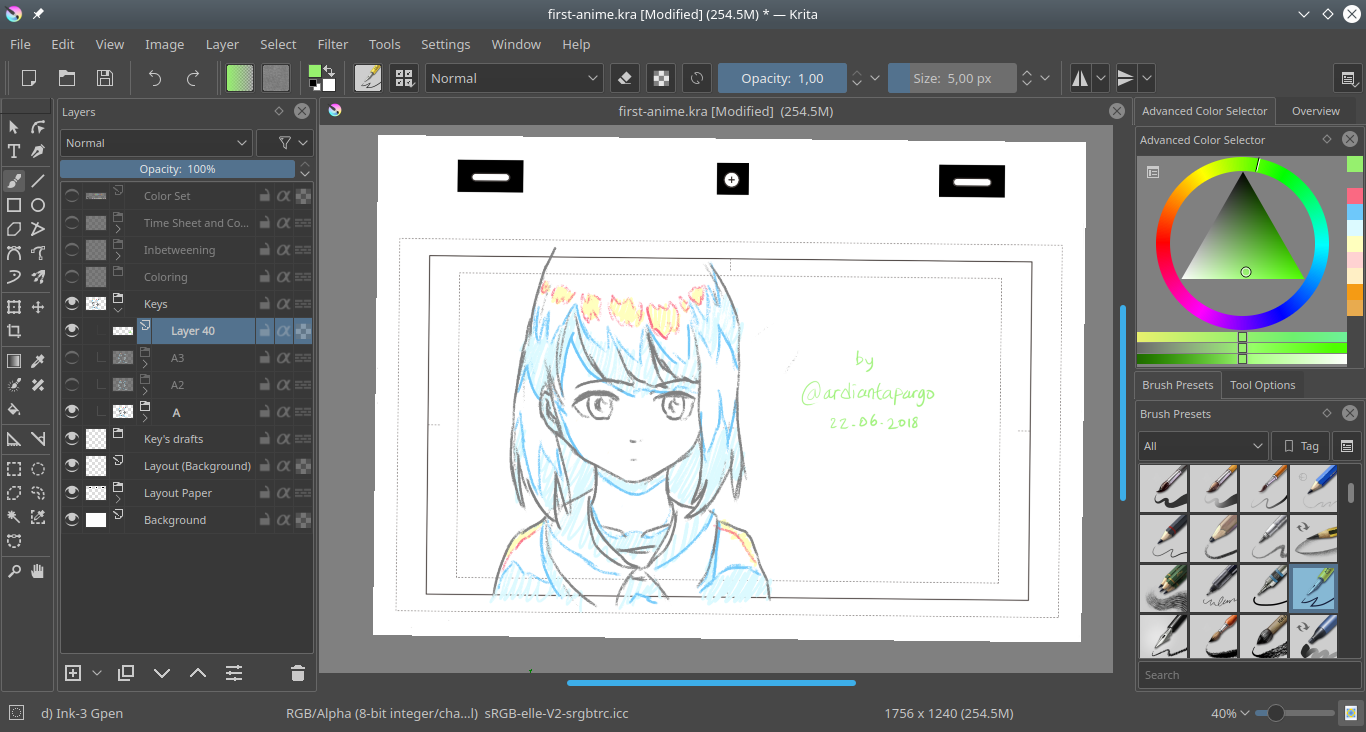 first-anime.kra [Modified] (254.5M) * — Krita
File Edit View Image Layer Select Filter Tools Settings Window Help
Normal
Opacity: 1,00
Size: 5,00 px
Layers
first-anime.kra [Modified] (254.5M)
Advanced Color Selector
Overview
Normal
Advanced Color Selector
Opacity: 100%
Color Set
Time Sheet and Co...
Inbetweening
Coloring
Keys
Layer 40
A3
A2
A
Key's drafts
Layout (Background)
Layout Paper
Background
by
@ardiantapargo
22-06-2018
Brush Presets
Tool Options
Brush Presets
All
Tag
Search
d) Ink-3 Gpen
RGB/Alpha (8-bit integer/cha...l) sRGB-elle-V2-srgbtrc.icc
1756 x 1240 (254.5M)
40%